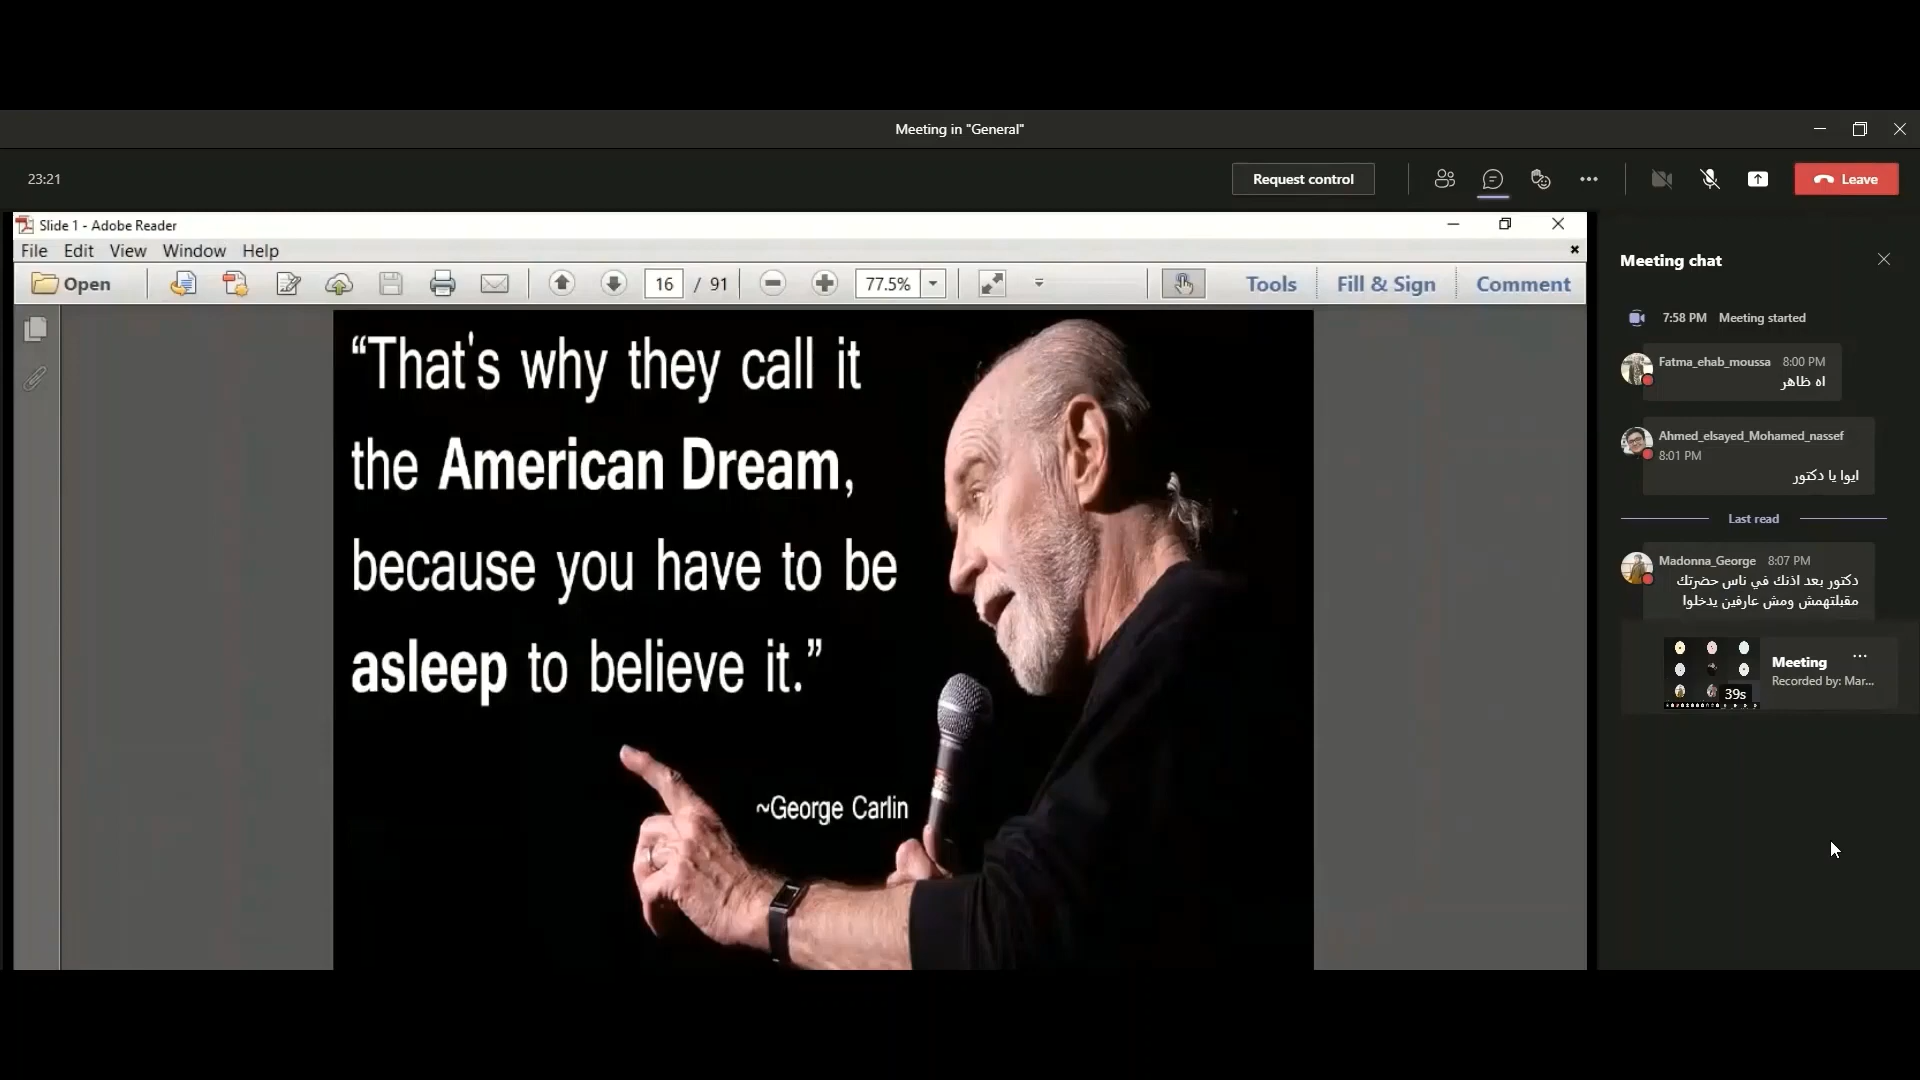 Meeting in "General"
23:21
Request control
Leave
Slide 1 - Adobe Reader
File Edit View Window Help
Open
16 / 91
77.5%
Tools
Fill & Sign
Comment
“That's why they call it
the American Dream,
because you have to be
asleep to believe it.”
~George Carlin
Meeting chat
7:58 PM Meeting started
Fatma_ehab_moussa 8:00 PM
اه ظاهر
Ahmed_elsayed_Mohamed_nassef
8:01 PM
ايوا يا دكتور
Last read
Madonna_George 8:07 PM
دكتور بعد اذنك في ناس حضرتك
مقبلتهمش ومش عارفين يدخلوا
39s
Meeting
Recorded by: Mar...